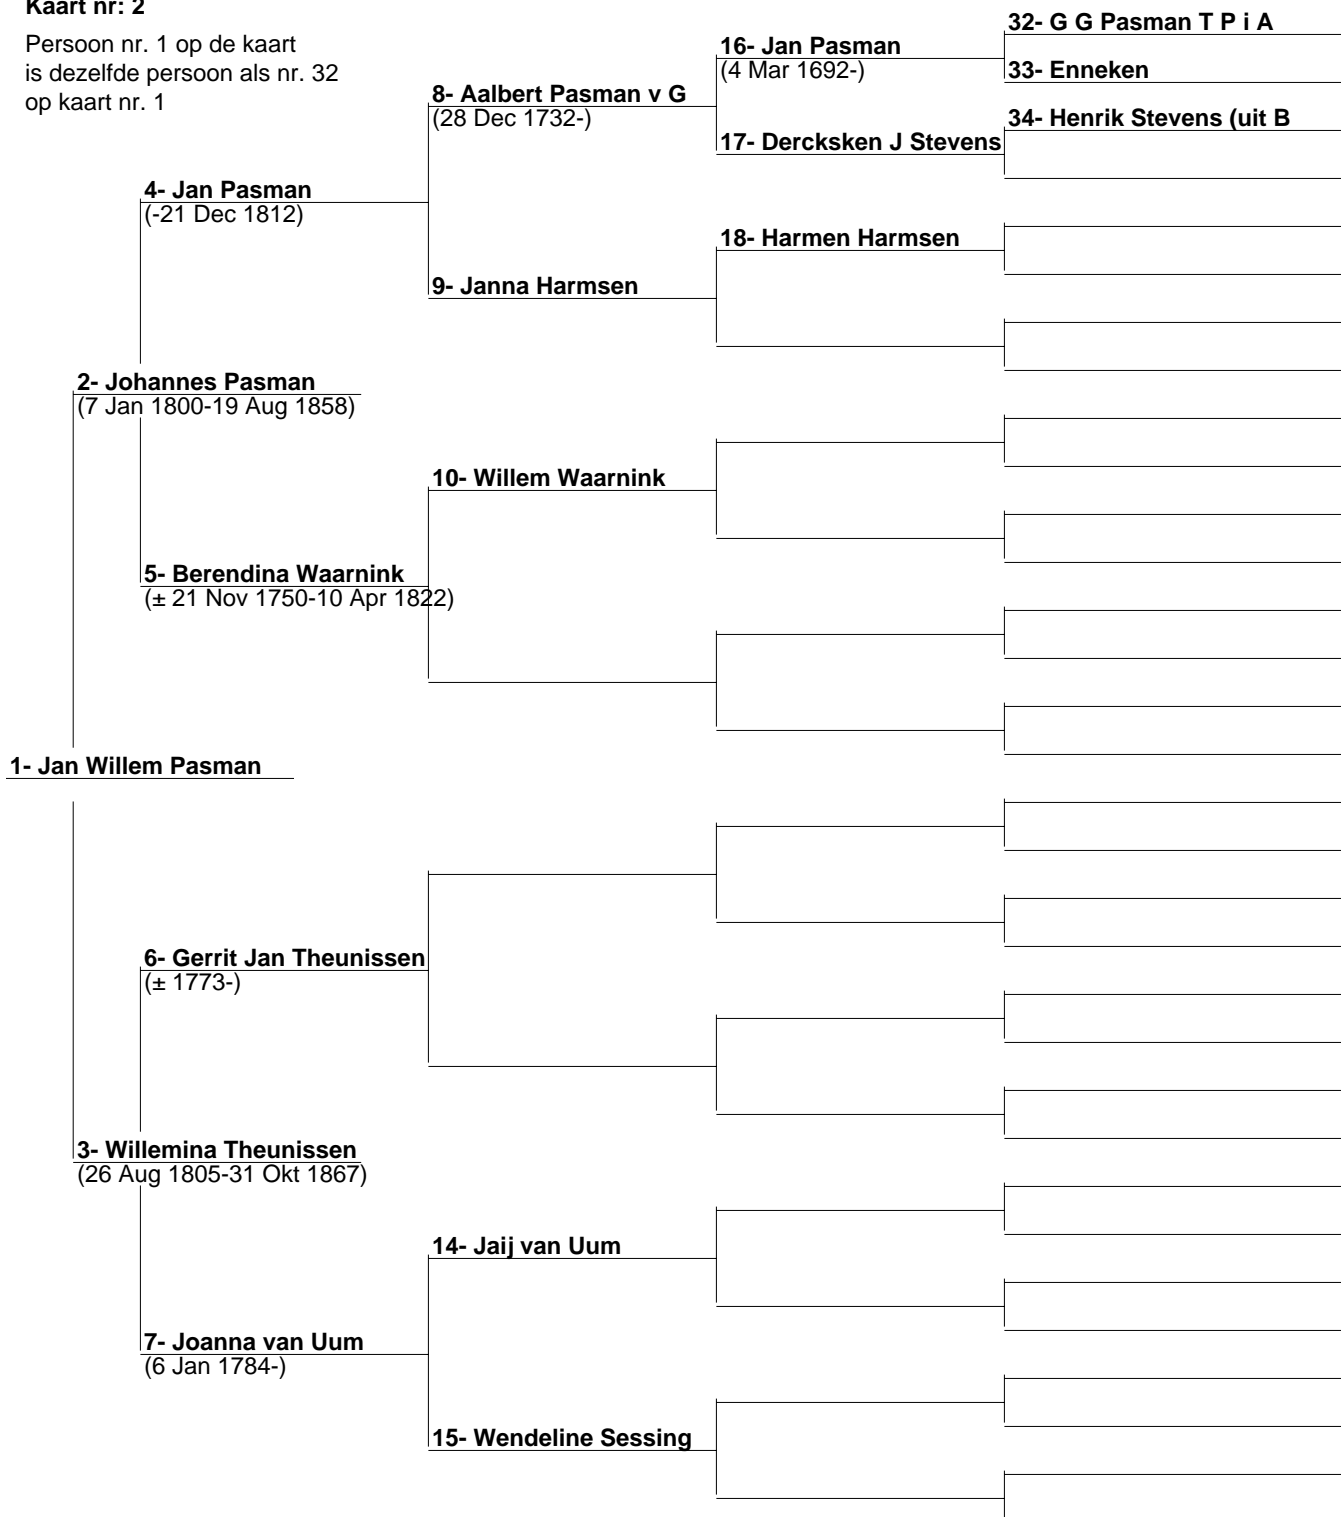 Kaart nr: 2
Persoon nr. 1 op de kaart
is dezelfde persoon als nr. 32
op kaart nr. 1
32- G G Pasman T P i A
16- Jan Pasman
(4 Mar 1692-)
33- Enneken
8- Aalbert Pasman v G
(28 Dec 1732-)
34- Henrik Stevens (uit B
17- Dercksken J Stevens
4- Jan Pasman
(-21 Dec 1812)
18- Harmen Harmsen
9- Janna Harmsen
2- Johannes Pasman
(7 Jan 1800-19 Aug 1858)
10- Willem Waarnink
5- Berendina Waarnink
(± 21 Nov 1750-10 Apr 1822)
1- Jan Willem Pasman
6- Gerrit Jan Theunissen
(± 1773-)
3- Willemina Theunissen
(26 Aug 1805-31 Okt 1867)
14- Jaij van Uum
7- Joanna van Uum
(6 Jan 1784-)
15- Wendeline Sessing